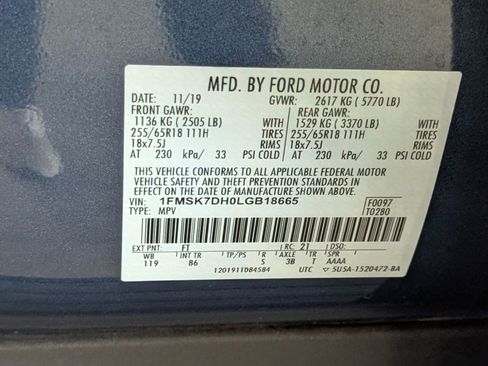 MFD. BY FORD MOTOR CO.
DATE: 11/19 GVWR: 2617 KG ( 5770 LB)
FRONT GAWR: REAR GAWR:
1136 KG ( 2505 LB) WITH 1529 KG ( 3370 LB) WITH
255/65R18 111H TIRES 255/65R18 111H TIRES
18x7.5J RIMS 18x7.5J RIMS
AT 230 kPa/ 33 PSI COLD AT 230 kPa/ 33 PSI COLD
THIS VEHICLE CONFORMS TO ALL APPLICABLE FEDERAL MOTOR
VEHICLE SAFETY AND THEFT PREVENTION STANDARDS IN EFFECT
ON THE DATE OF MANUFACTURE SHOWN ABOVE.
VIN: 1FMSK7DH0LGB18665 F0097
TYPE: MPV T0280
EXT PNT: FT RC: 21 DSO:
WB INT TR TP/PS R AXLE TR SPR
119 86 S 3B T AAAA
1201911D84584 UTC 5U5A-1520472-BA